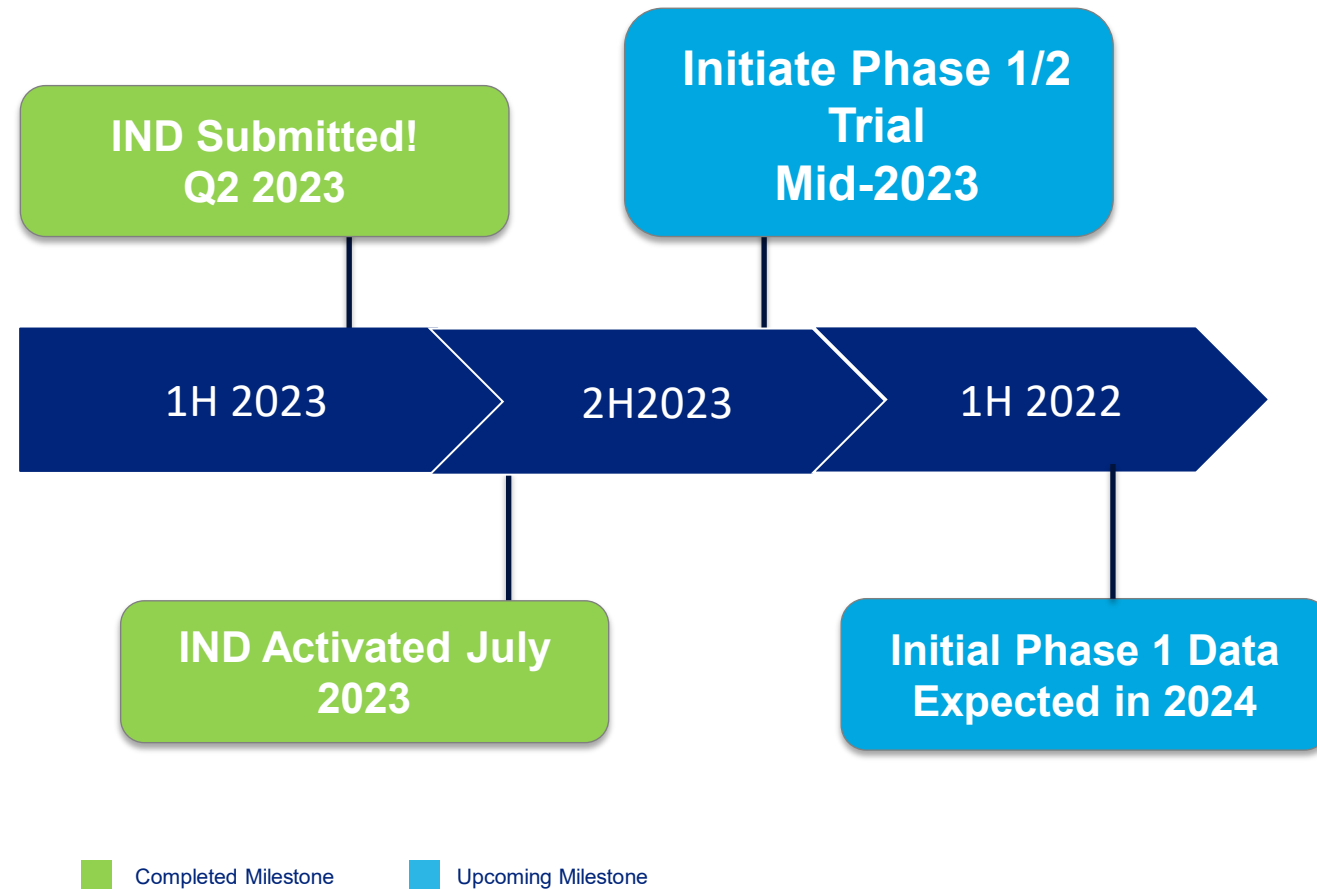 Initiate Phase 1/2
Trial
Mid-2023
IND Submitted!
Q2 2023
1H 2023
2H2023
1H 2022
IND Activated July
2023
Initial Phase 1 Data
Expected in 2024
Completed Milestone
Upcoming Milestone